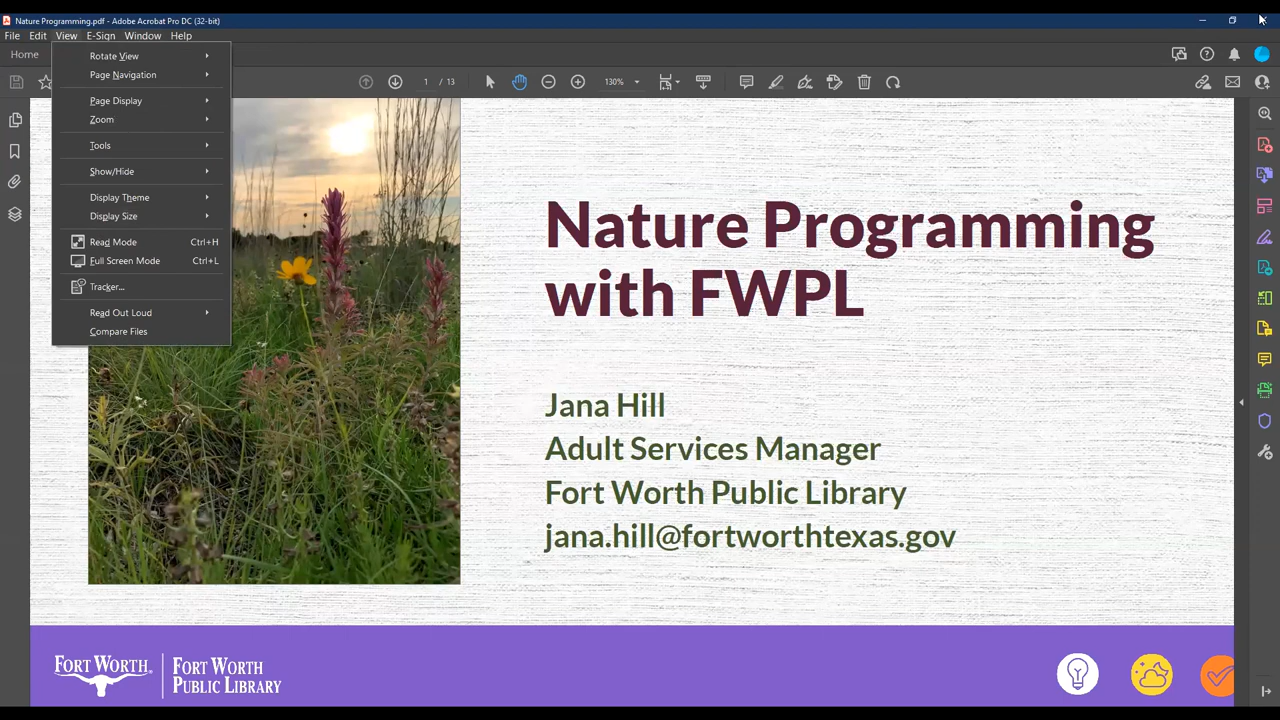 Nature Programming.pdf - Adobe Acrobat Pro DC (32-bit)
File Edit View E-Sign Window Help
Home
Rotate View
Page Navigation
Page Display
Zoom
Tools
Show/Hide
Display Theme
Display Size
Read Mode Ctrl+H
Full Screen Mode Ctrl+L
Tracker...
Read Out Loud
Compare Files
1 / 13
130%
Nature Programming
with FWPL
Jana Hill
Adult Services Manager
Fort Worth Public Library
jana.hill@fortworthtexas.gov
FORT WORTH®
FORT WORTH
PUBLIC LIBRARY